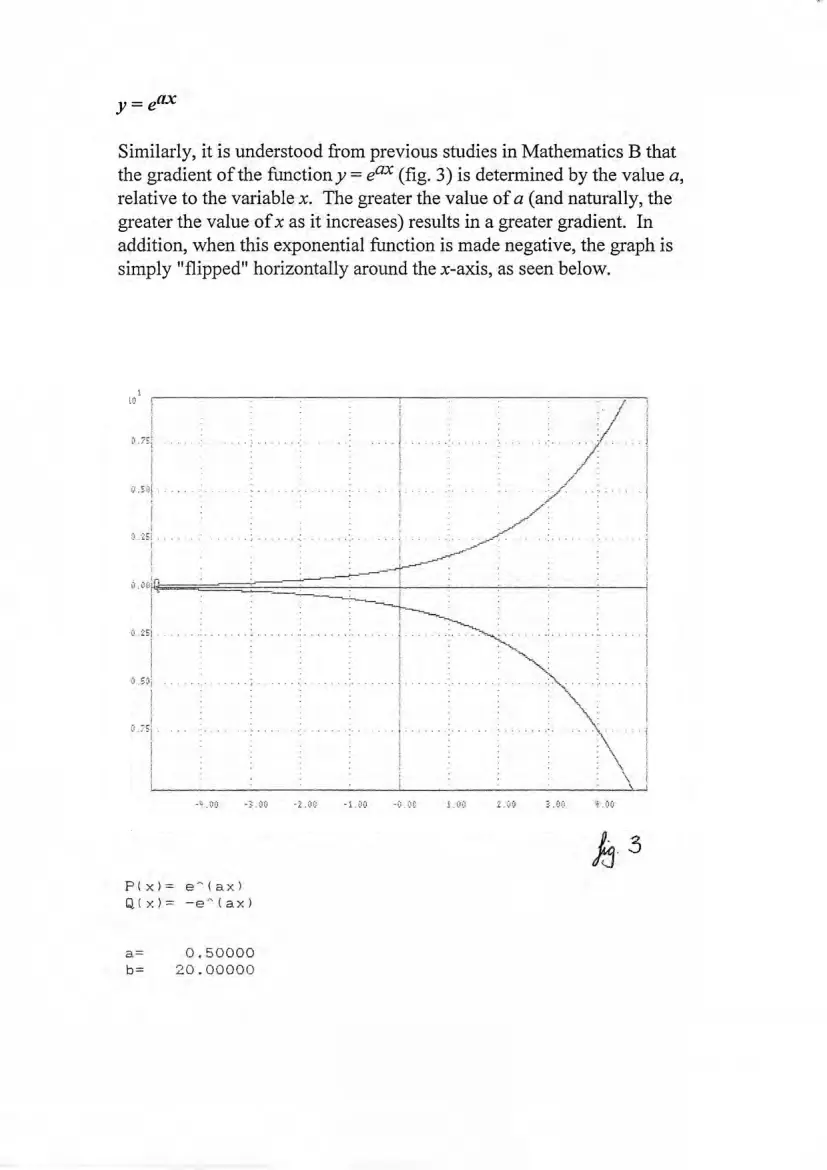 y = e^ax
Similarly, it is understood from previous studies in Mathematics B that
the gradient of the function y = e^ax (fig. 3) is determined by the value a,
relative to the variable x. The greater the value of a (and naturally, the
greater the value of x as it increases) results in a greater gradient. In
addition, when this exponential function is made negative, the graph is
simply "flipped" horizontally around the x-axis, as seen below.
10^1
0.75
0.50
0.25
0.00
0.25
0.50
0.75
-4.00 -3.00 -2.00 -1.00 -0.00 1.00 2.00 3.00 4.00
fig. 3
P(x)= e^(ax)
Q(x)= -e^(ax)
a= 0.50000
b= 20.00000